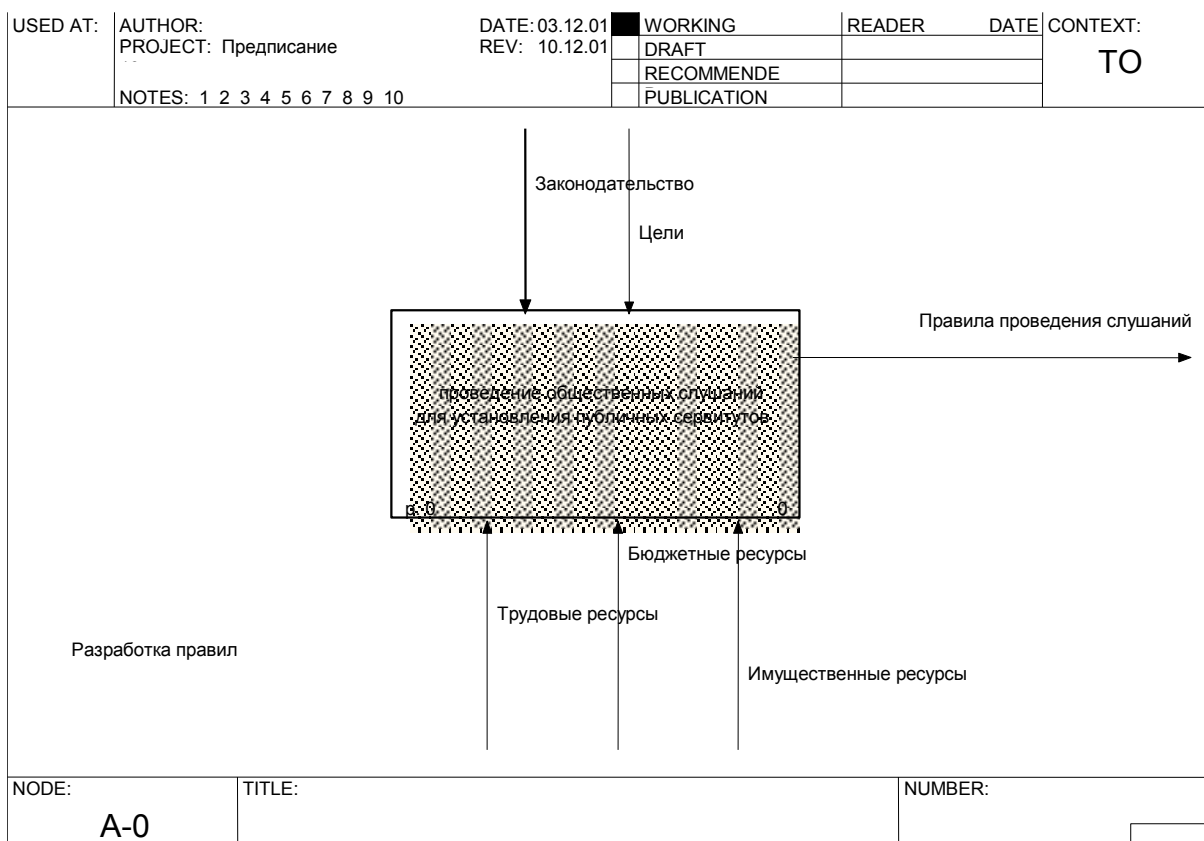 USED AT: AUTHOR: DATE: 03.12.01 WORKING READER DATE CONTEXT:
PROJECT: Предписание REV: 10.12.01 DRAFT
TO
RECOMMENDE
NOTES: 1 2 3 4 5 6 7 8 9 10 PUBLICATION
Законодательство
Цели
Правила проведения слушаний
проведение общественных слушаний
для установления публичных сервитутов
р. 0 0
Бюджетные ресурсы
Трудовые ресурсы
Разработка правил
Имущественные ресурсы
NODE: TITLE: NUMBER:
A-0